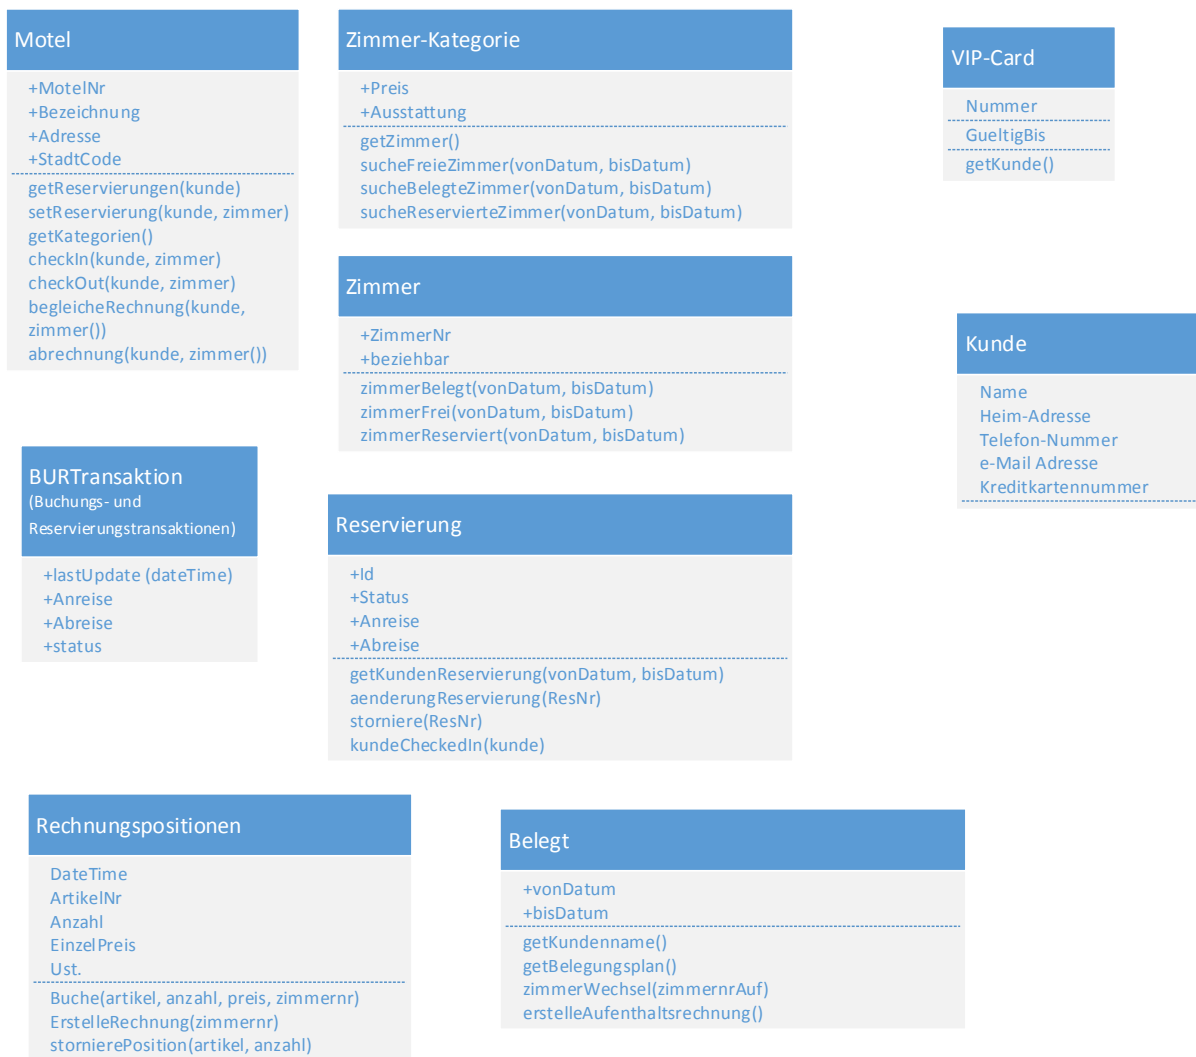 Motel
+MotelNr
+Bezeichnung
+Adresse
+StadtCode
getReservierungen(kunde)
setReservierung(kunde, zimmer)
getKategorien()
checkIn(kunde, zimmer)
checkOut(kunde, zimmer)
begleicheRechnung(kunde,
zimmer())
abrechnung(kunde, zimmer())
Zimmer-Kategorie
+Preis
+Ausstattung
getZimmer()
sucheFreieZimmer(vonDatum, bisDatum)
sucheBelegteZimmer(vonDatum, bisDatum)
sucheReservierteZimmer(vonDatum, bisDatum)
VIP-Card
Nummer
GueltigBis
getKunde()
Zimmer
+ZimmerNr
+beziehbar
zimmerBelegt(vonDatum, bisDatum)
zimmerFrei(vonDatum, bisDatum)
zimmerReserviert(vonDatum, bisDatum)
Kunde
Name
Heim-Adresse
Telefon-Nummer
e-Mail Adresse
Kreditkartennummer
BURTransaktion
(Buchungs- und
Reservierungstransaktionen)
+lastUpdate (dateTime)
+Anreise
+Abreise
+status
Reservierung
+Id
+Status
+Anreise
+Abreise
getKundenReservierung(vonDatum, bisDatum)
aenderungReservierung(ResNr)
storniere(ResNr)
kundeCheckedIn(kunde)
Rechnungspositionen
DateTime
ArtikelNr
Anzahl
EinzelPreis
Ust.
Buche(artikel, anzahl, preis, zimmernr)
ErstelleRechnung(zimmernr)
stornierePosition(artikel, anzahl)
Belegt
+vonDatum
+bisDatum
getKundenname()
getBelegungsplan()
zimmerWechsel(zimmernrAuf)
erstelleAufenthaltsrechnung()